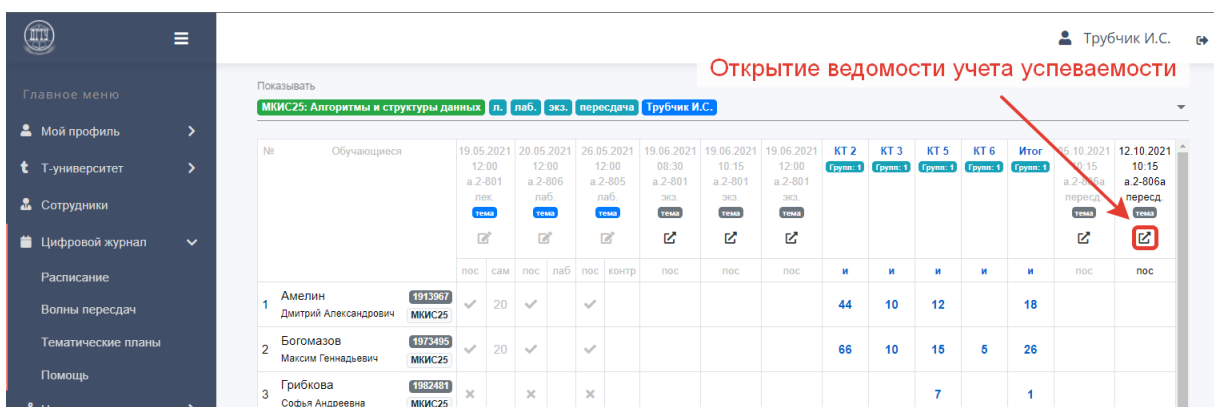 ДГТУ
Трубчик И.С.
Открытие ведомости учета успеваемости
Главное меню
Мой профиль
Т-университет
Сотрудники
Цифровой журнал
Расписание
Волны пересдач
Тематические планы
Помощь
Показывать
МКИС25: Алгоритмы и структуры данных л. лаб. экз. пересдача Трубчик И.С.
№ Обучающиеся 19.05.2021 20.05.2021 26.05.2021 19.06.2021 19.06.2021 19.06.2021 КТ 2 КТ 3 КТ 5 КТ 6 Итог 05.10.2021 12.10.2021
12:00 12:00 12:00 08:30 10:15 12:00 Групп: 1 Групп: 1 Групп: 1 Групп: 1 Групп: 1 10:15 10:15
а.2-801 а.2-806 а.2-805 а.2-801 а.2-801 а.2-801 а.2-806а а.2-806а
лек. лаб. лаб. экз. экз. экз. пересд. пересд.
тема тема тема тема тема тема тема тема
пос сам пос лаб пос контр пос пос пос и и и и и пос пос
1 Амелин 1913967 20 44 10 12 18
Дмитрий Александрович МКИС25
2 Богомазов 1973495 20 66 10 15 5 26
Максим Геннадьевич МКИС25
3 Грибкова 1982481 7 1
Софья Андреевна МКИС25